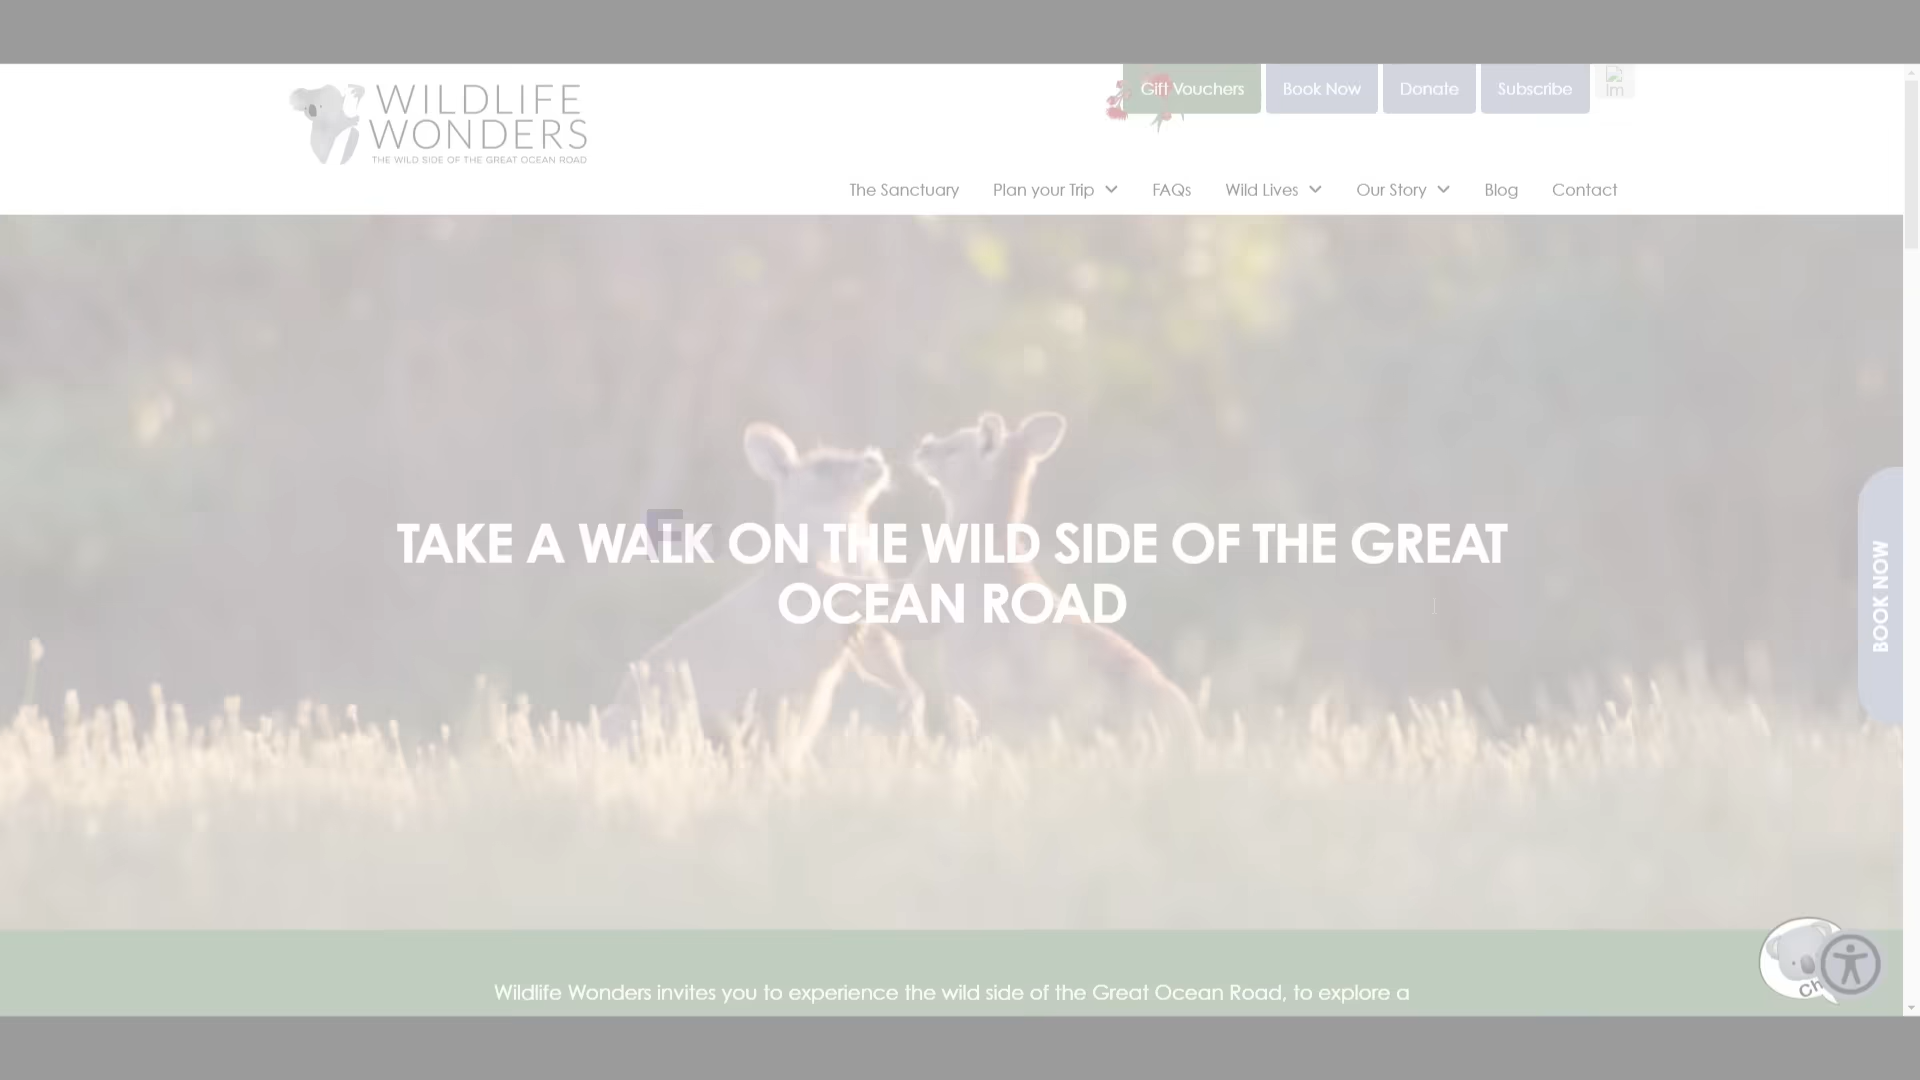 WILDLIFE
WONDERS
THE WILD SIDE OF THE GREAT OCEAN ROAD
Gift Vouchers
Book Now
Donate
Subscribe
Im
The Sanctuary
Plan your Trip
FAQs
Wild Lives
Our Story
Blog
Contact
TAKE A WALK ON THE WILD SIDE OF THE GREAT
OCEAN ROAD
BOOK NOW
Wildlife Wonders invites you to experience the wild side of the Great Ocean Road, to explore a
Ch